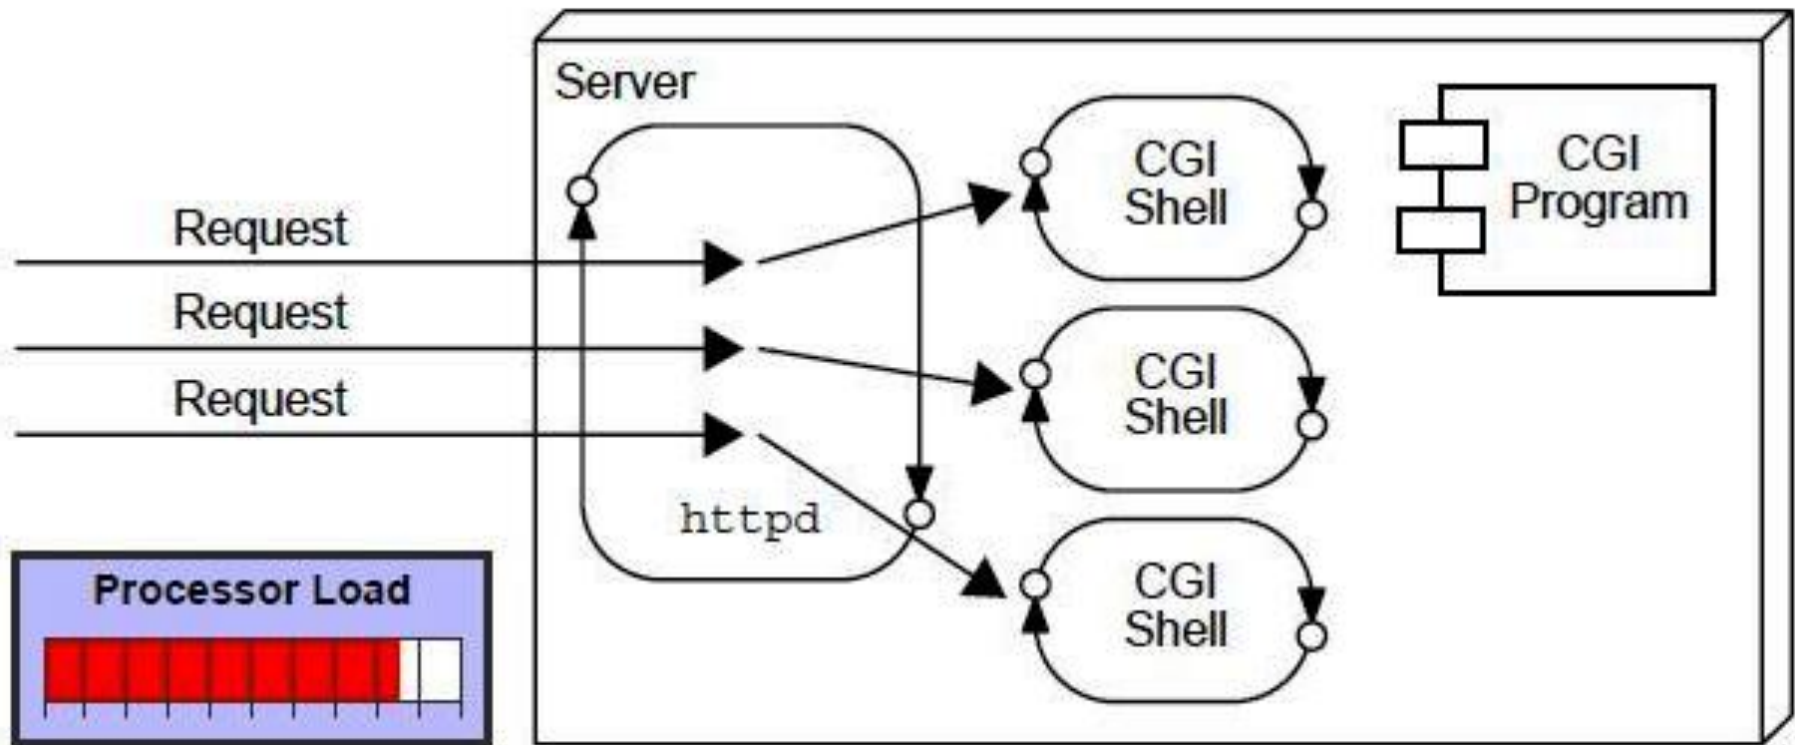 Server
CGI
Shell
CGI
Program
Request
Request
Request
CGI
Shell
httpd
CGI
Shell
Processor Load